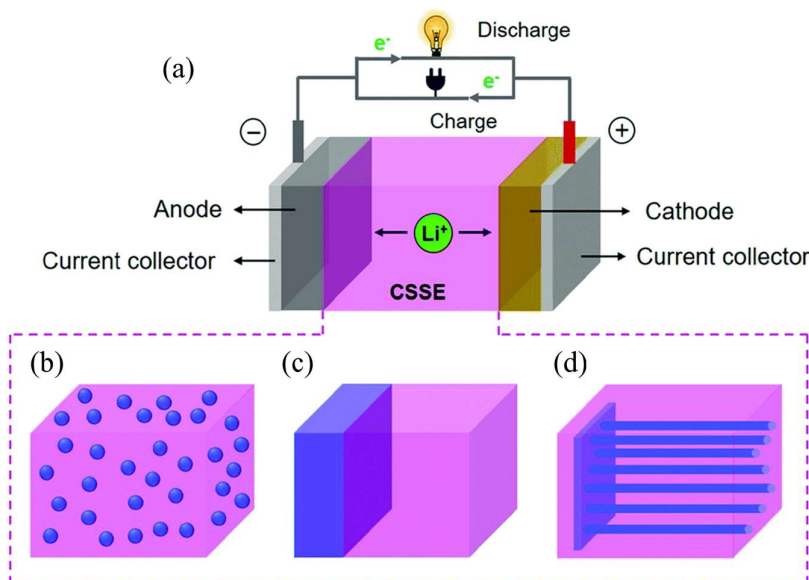 (a)
e-
Discharge
e-
Charge
−
+
Anode
Li+
Cathode
Current collector
Current collector
CSSE
(b)
(c)
(d)